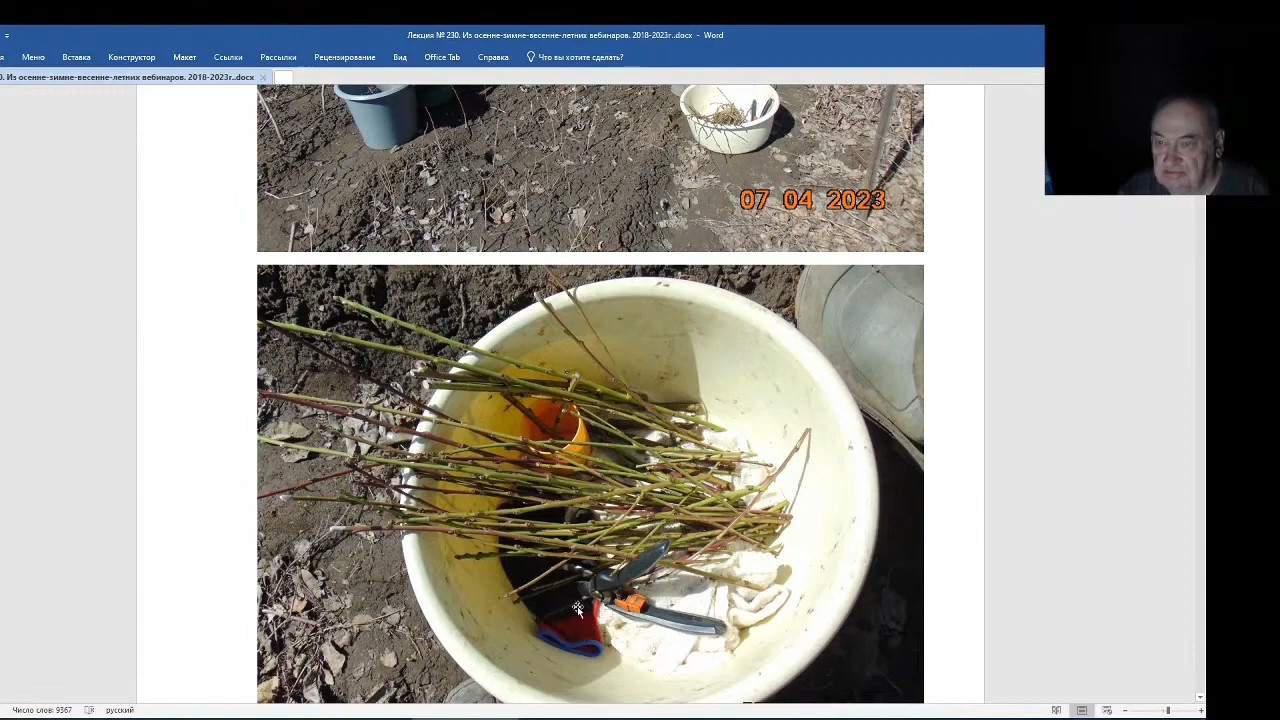 Лекция № 230. Из осенне-зимне-весенне-летних вебинаров. 2018-2023г..docx - Word
Меню Вставка Конструктор Макет Ссылки Рассылки Рецензирование Вид Office Tab Справка Что вы хотите сделать?
0. Из осенне-зимне-весенне-летних вебинаров. 2018-2023г..docx
07 04 2023
Число слов: 9367 русский